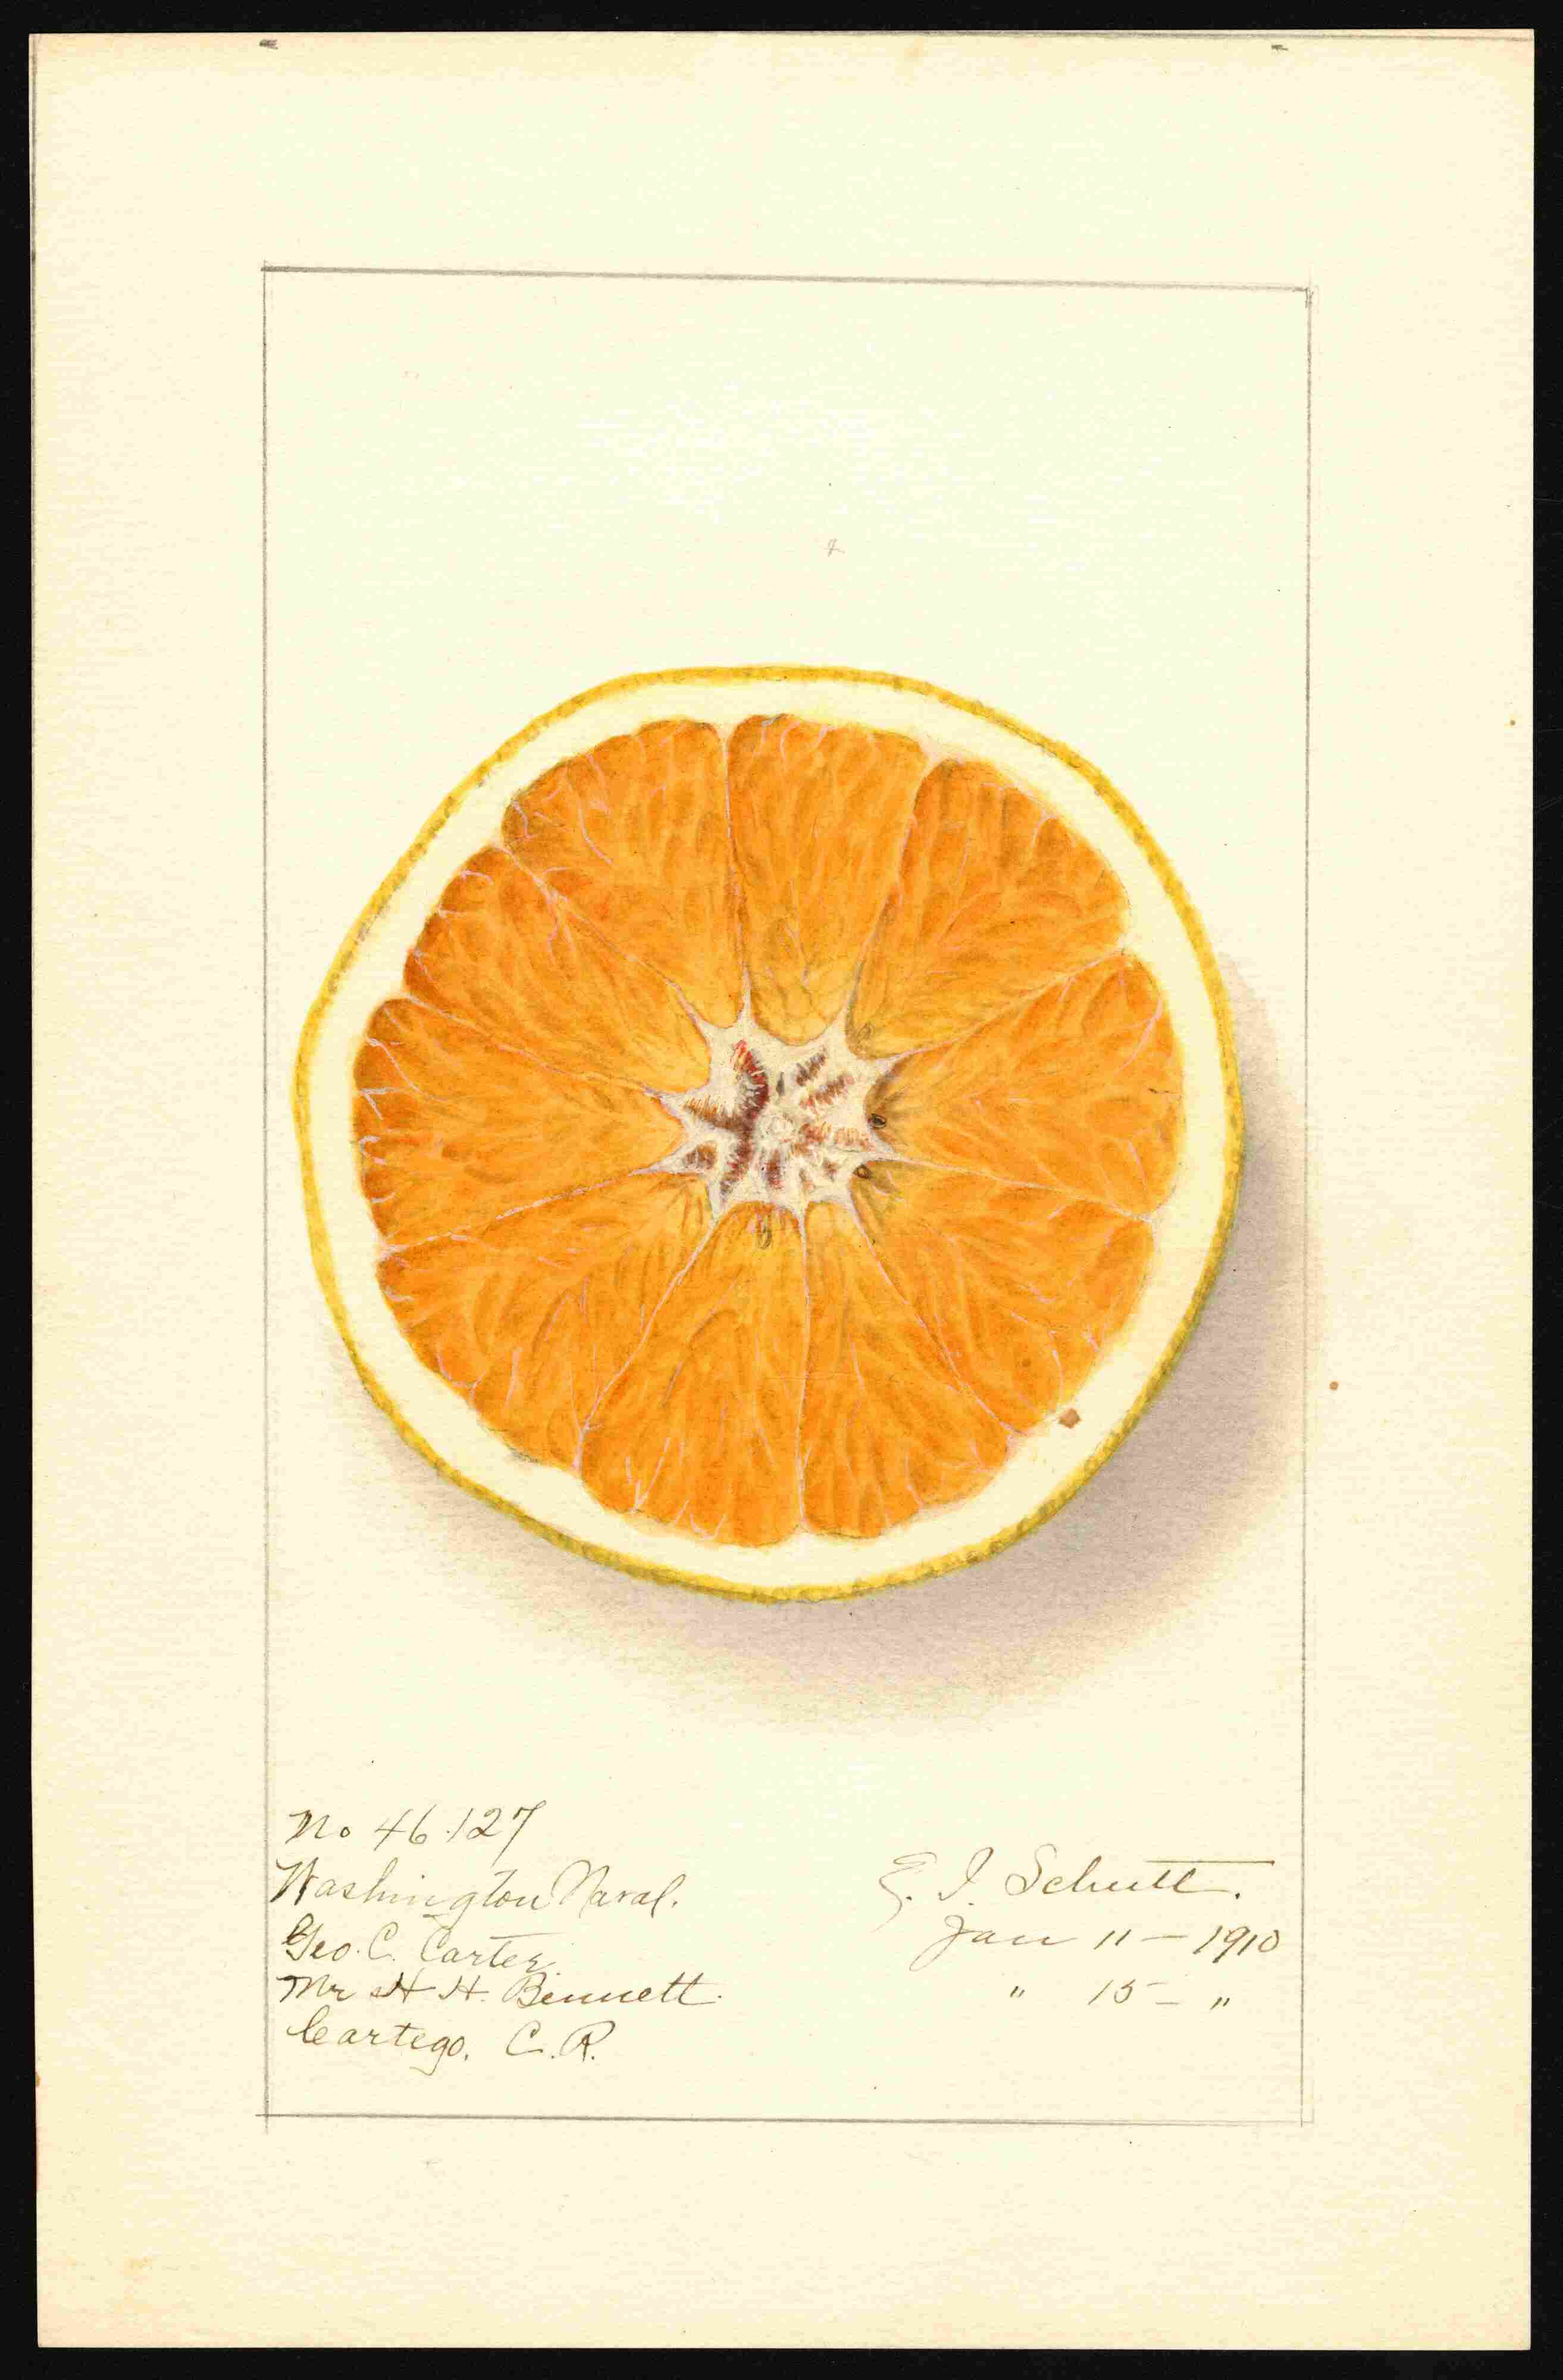 No 46127
Washington Naval.
Geo. C. Carter.
Mr H. H. Bennett.
Cartego. C. R.
E. I. Schutt.
Jan 11 - 1910
" 15 - "